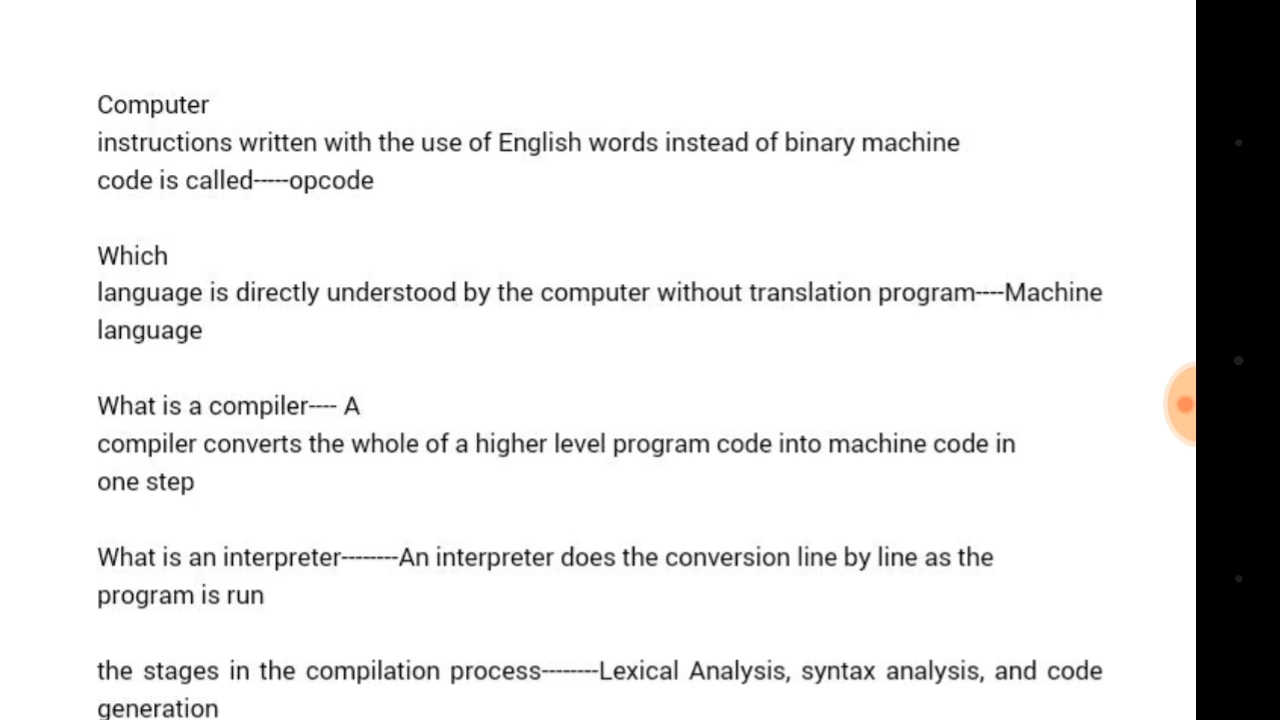 Computer
instructions written with the use of English words instead of binary machine
code is called-----opcode
Which
language is directly understood by the computer without translation program----Machine
language
What is a compiler---- A
compiler converts the whole of a higher level program code into machine code in
one step
What is an interpreter--------An interpreter does the conversion line by line as the
program is run
the stages in the compilation process--------Lexical Analysis, syntax analysis, and code
generation